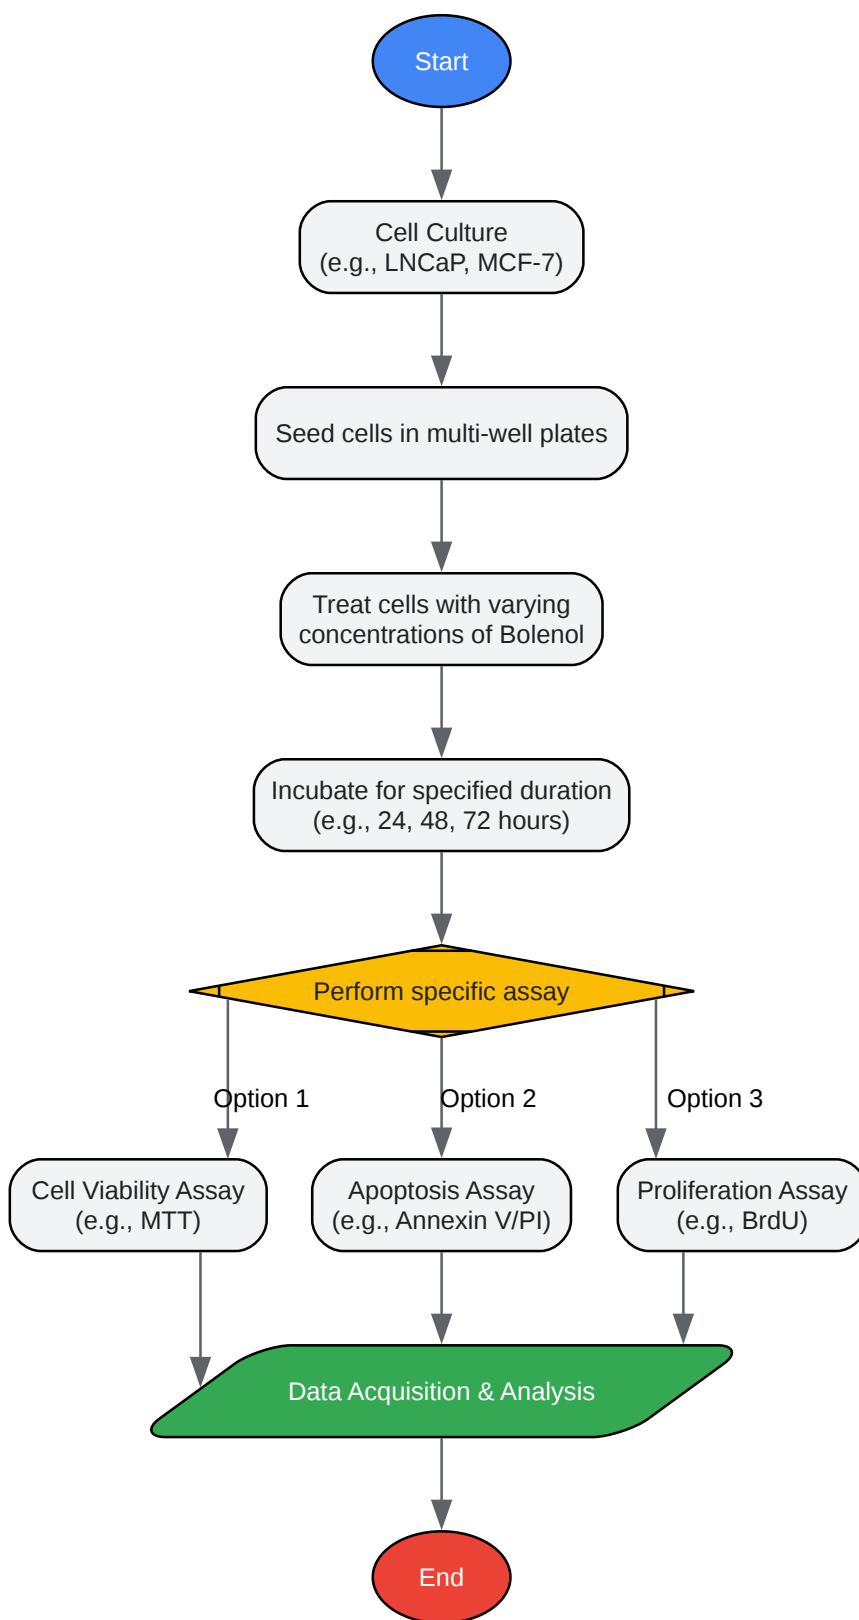 Start
Cell Culture
(e.g., LNCaP, MCF-7)
Seed cells in multi-well plates
Treat cells with varying
concentrations of Bolenol
Incubate for specified duration
(e.g., 24, 48, 72 hours)
Perform specific assay
Option 1
Option 2
Option 3
Cell Viability Assay
(e.g., MTT)
Apoptosis Assay
(e.g., Annexin V/PI)
Proliferation Assay
(e.g., BrdU)
Data Acquisition & Analysis
End